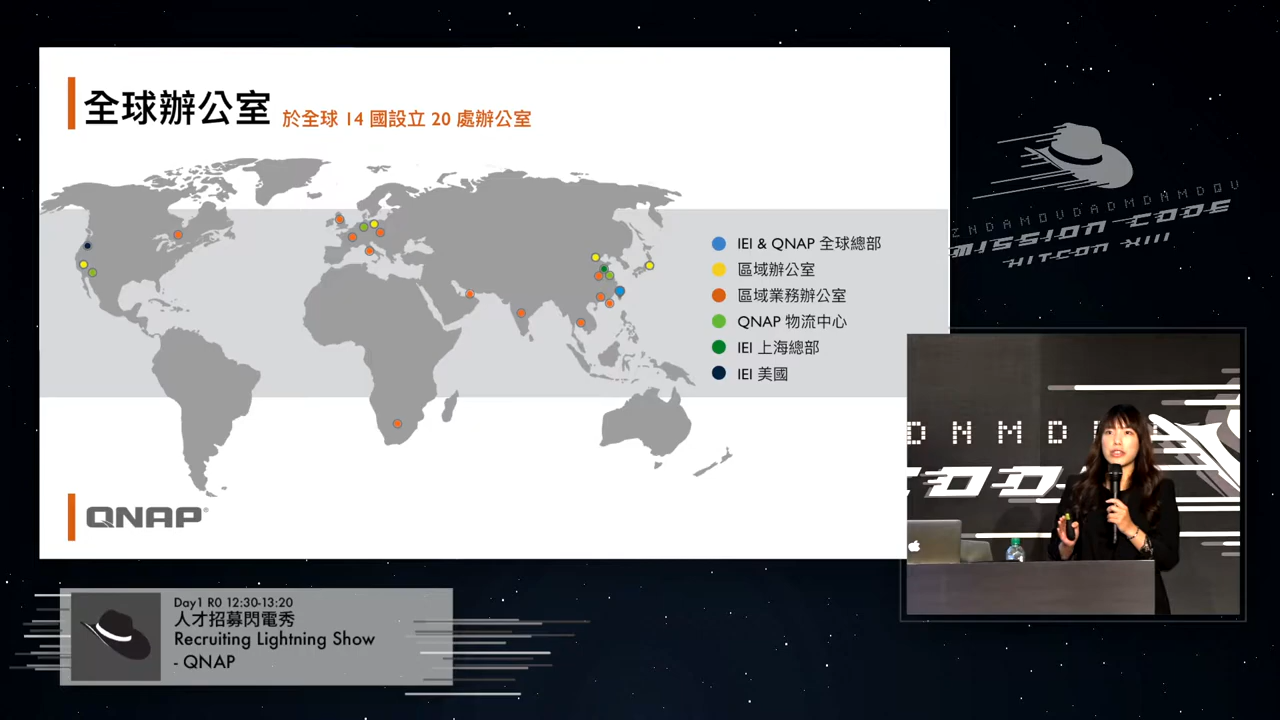 全球辦公室
於全球 14 國設立 20 處辦公室
IEI & QNAP 全球總部
區域辦公室
區域業務辦公室
QNAP 物流中心
IEI 上海總部
IEI 美國
QNAP
ZNDAMOVDADMDNMDQV
MISSION CODE
HITCON XIII
DNMD
Day1 R0 12:30-13:20
人才招募閃電秀
Recruiting Lightning Show
- QNAP